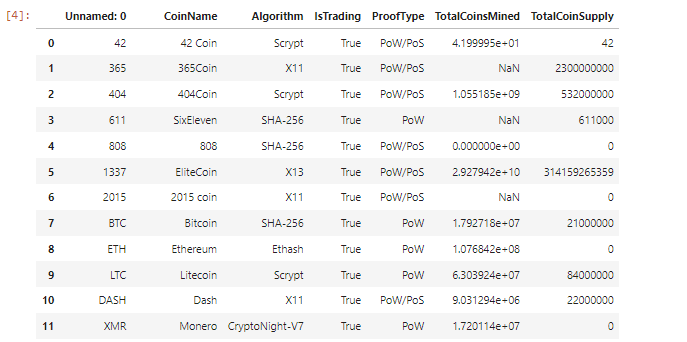 [4]: Unnamed: 0 CoinName Algorithm IsTrading ProofType TotalCoinsMined TotalCoinSupply
0 42 42 Coin Scrypt True PoW/PoS 4.199995e+01 42
1 365 365Coin X11 True PoW/PoS NaN 2300000000
2 404 404Coin Scrypt True PoW/PoS 1.055185e+09 532000000
3 611 SixEleven SHA-256 True PoW NaN 611000
4 808 808 SHA-256 True PoW/PoS 0.000000e+00 0
5 1337 EliteCoin X13 True PoW/PoS 2.927942e+10 314159265359
6 2015 2015 coin X11 True PoW/PoS NaN 0
7 BTC Bitcoin SHA-256 True PoW 1.792718e+07 21000000
8 ETH Ethereum Ethash True PoW 1.076842e+08 0
9 LTC Litecoin Scrypt True PoW 6.303924e+07 84000000
10 DASH Dash X11 True PoW/PoS 9.031294e+06 22000000
11 XMR Monero CryptoNight-V7 True PoW 1.720114e+07 0